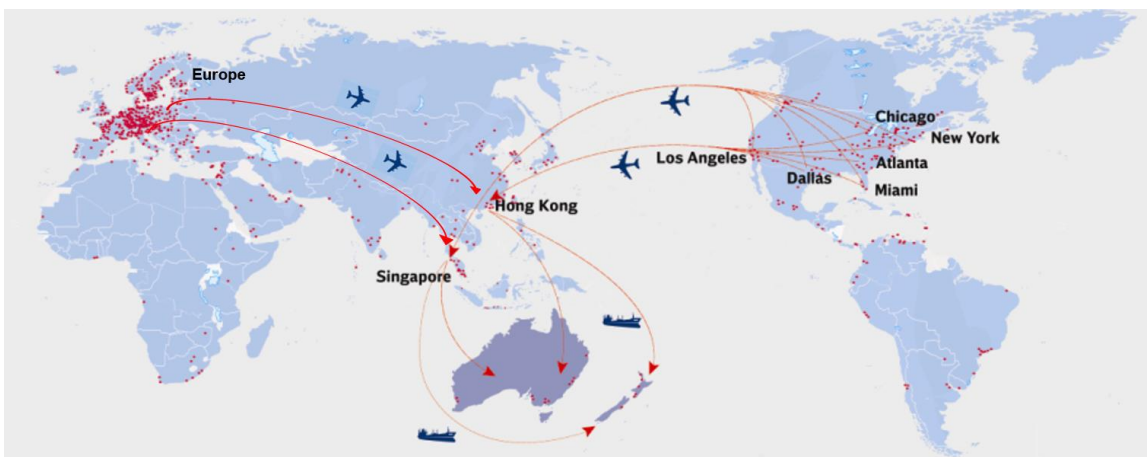 Europe
Chicago
New York
Los Angeles
Atlanta
Dallas
Miami
Hong Kong
Singapore